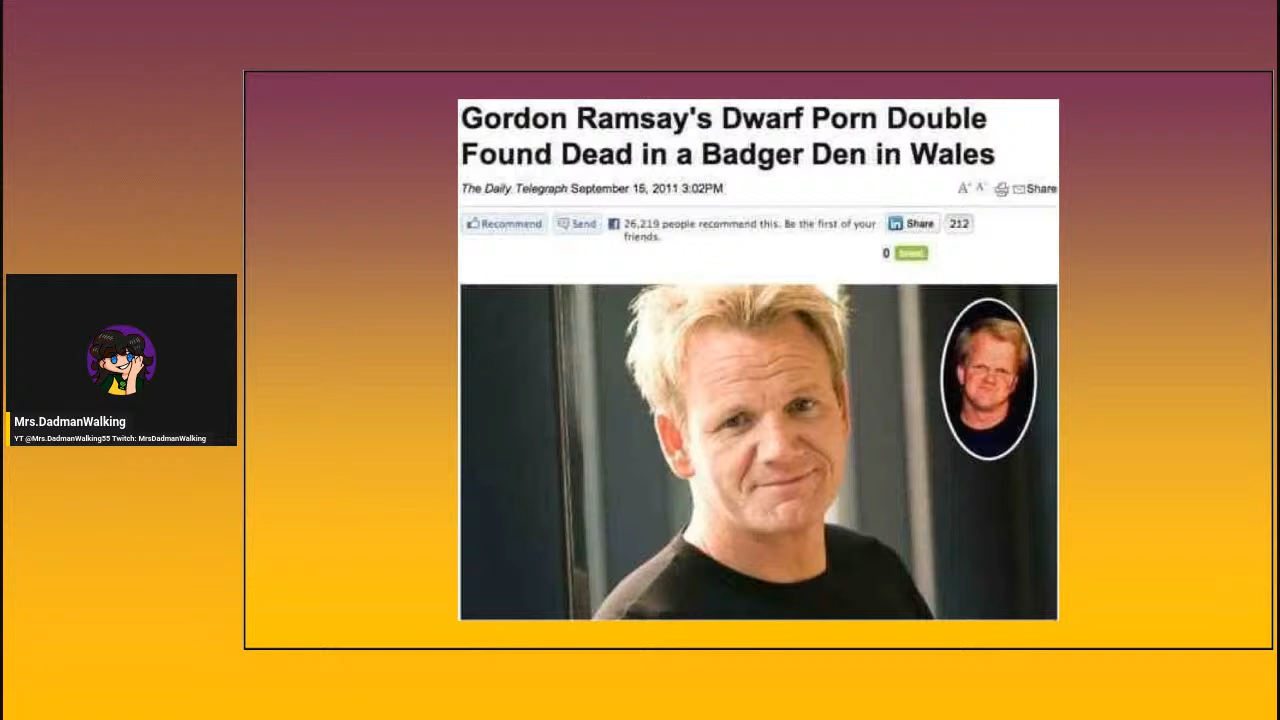 Gordon Ramsay's Dwarf Porn Double
Found Dead in a Badger Den in Wales
The Daily Telegraph September 15, 2011 3:02PM
A+ A- Share
Recommend Send 26,219 people recommend this. Be the first of your
friends.
Share 212
0 tweet
Mrs.DadmanWalking
YT @Mrs.DadmanWalking55 Twitch: MrsDadmanWalking